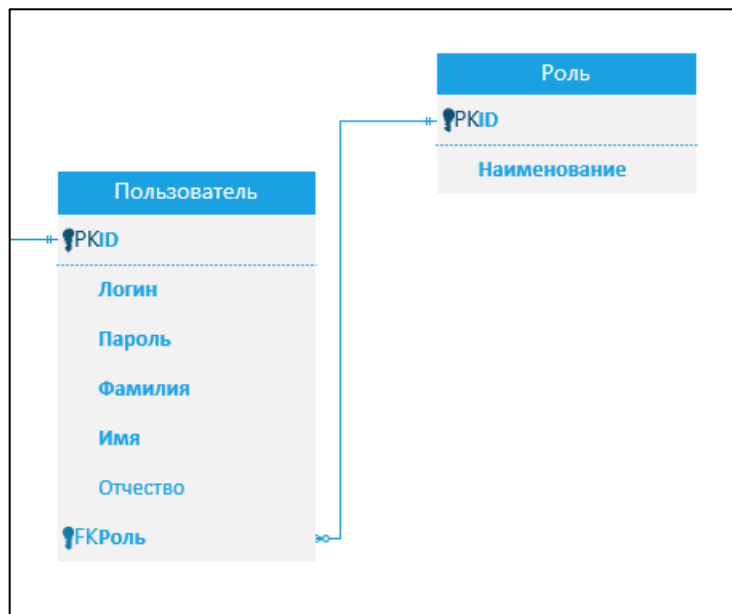 Роль
PKID
Наименование
Пользователь
PKID
Логин
Пароль
Фамилия
Имя
Отчество
FKРоль